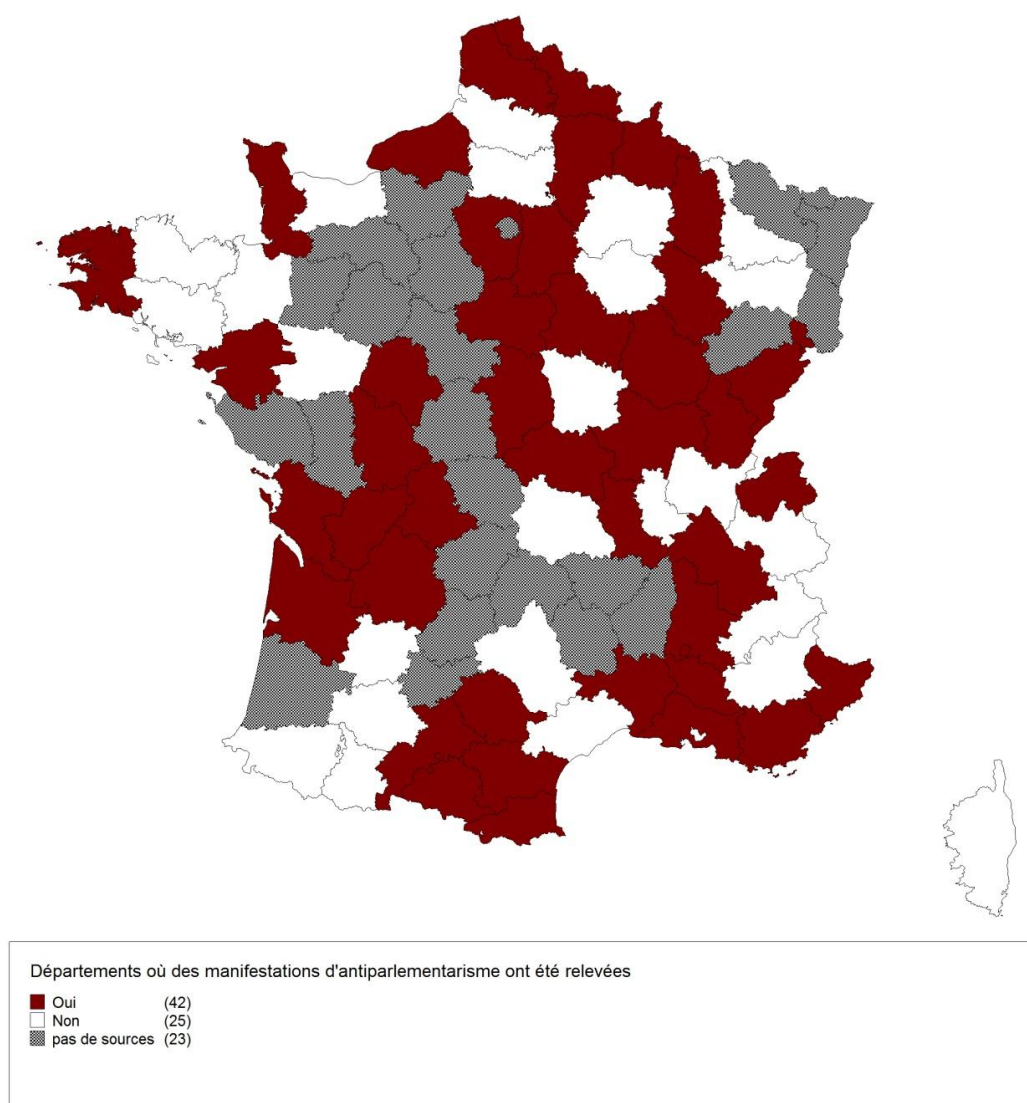 Départements où des manifestations d'antiparlementarisme ont été relevées
Oui (42)
Non (25)
pas de sources (23)